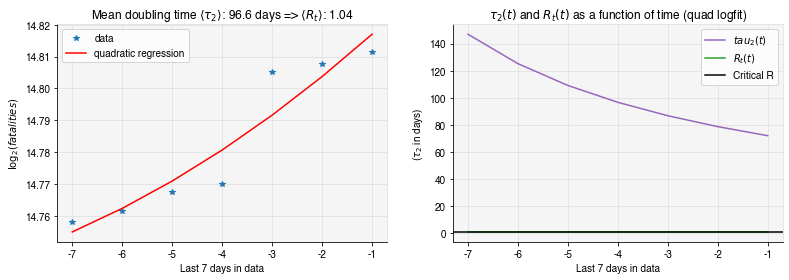 Mean doubling time ⟨τ₂⟩: 96.6 days => ⟨Rₜ⟩: 1.04
data
quadratic regression
log₂(fatalities)
14.82
14.81
14.80
14.79
14.78
14.77
14.76
-7 -6 -5 -4 -3 -2 -1
Last 7 days in data
τ₂(t) and Rₜ(t) as a function of time (quad logfit)
tau₂(t)
Rₜ(t)
Critical R
(τ₂ in days)
140
120
100
80
60
40
20
0
-7 -6 -5 -4 -3 -2 -1
Last 7 days in data